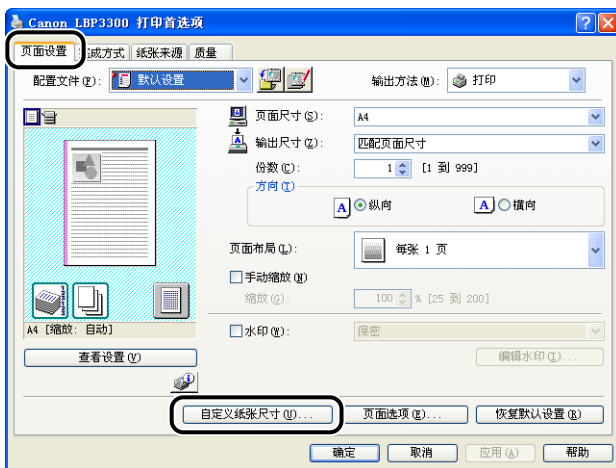 Canon LBP3300 打印首选项
页面设置 成方式 纸张来源 质量
配置文件(F): 默认设置 输出方法(M): 打印
页面尺寸(S): A4
输出尺寸(Z): 匹配页面尺寸
份数(C): 1 [1 到 999]
方向(T)
A 纵向 A 横向
页面布局(L): 每张 1 页
手动缩放(N)
缩放(G): 100 % [25 到 200]
A4 [缩放: 自动]
水印(W): 保密
查看设置(V) 编辑水印(I)...
自定义纸张尺寸(U)... 页面选项(E)... 恢复默认设置(R)
确定 取消 应用(A) 帮助